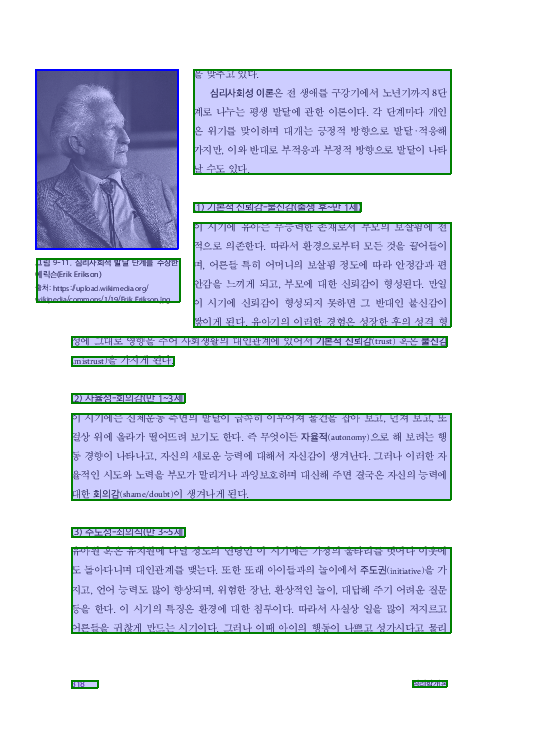 을 맞추고 있다.
심리사회성 이론은 전 생애를 구강기에서 노년기까지 8단
계로 나누는 평생 발달에 관한 이론이다. 각 단계마다 개인
은 위기를 맞이하며 대개는 긍정적 방향으로 발달·적응해
가지만, 이와 반대로 부적응과 부정적 방향으로 발달이 나타
날 수도 있다.
그림 9-11. 심리사회적 발달 단계를 주장한
에릭슨(Erik Erikson)
출처: https://upload.wikimedia.org/
wikimedia/commons/1/19/Erik_Erikson.jpg
(1) 기본적 신뢰감-불신감(출생 후~만 1세)
이 시기에 유아는 무능력한 존재로서 부모의 보살핌에 전
적으로 의존한다. 따라서 환경으로부터 모든 것을 끌어들이
며, 어른들 특히 어머니의 보살핌 정도에 따라 안정감과 편
안감을 느끼게 되고, 부모에 대한 신뢰감이 형성된다. 만일
이 시기에 신뢰감이 형성되지 못하면 그 반대인 불신감이
쌓이게 된다. 유아기의 이러한 경험은 성장한 후의 성격 형
성에 그대로 영향을 주어 사회생활의 대인관계에 있어서 기본적 신뢰감(trust) 혹은 불신감
(mistrust)을 가지게 된다.
(2) 자율성-회의감(만 1~3세)
이 시기에는 신체운동 측면의 발달이 급속히 이루어져 물건을 잡아 보고, 던져 보고, 또
걸상 위에 올라가 떨어뜨려 보기도 한다. 즉 무엇이든 자율적(autonomy)으로 해 보려는 행
동 경향이 나타나고, 자신의 새로운 능력에 대해서 자신감이 생겨난다. 그러나 이러한 자
율적인 시도와 노력을 부모가 말리거나 과잉보호하며 대신해 주면 결국은 자신의 능력에
대한 회의감(shame/doubt)이 생겨나게 된다.
(3) 주도성-죄의식(만 3~5세)
유아원 혹은 유치원에 다닐 정도의 연령인 이 시기에는 가정의 울타리를 벗어나 이웃에
도 돌아다니며 대인관계를 맺는다. 또한 또래 아이들과의 놀이에서 주도권(initiative)을 가
지고, 언어 능력도 많이 향상되며, 위험한 장난, 환상적인 놀이, 대답해 주기 어려운 질문
등을 한다. 이 시기의 특징은 환경에 대한 침투이다. 따라서 사실상 일을 많이 저지르고
어른들을 귀찮게 만드는 시기이다. 그러나 이때 아이의 행동이 나쁘고 성가시다고 물리